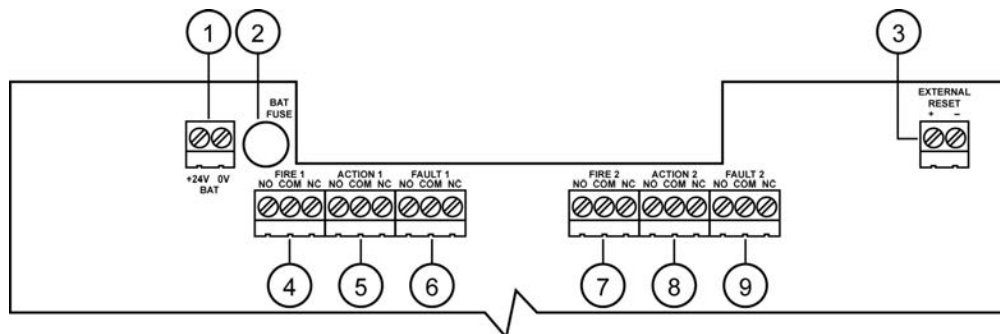 1 2 3
BAT
FUSE
EXTERNAL
RESET
+ −
+24V 0V
BAT
FIRE 1 ACTION 1 FAULT 1 FIRE 2 ACTION 2 FAULT 2
NO COM NC NO COM NC NO COM NC NO COM NC NO COM NC NO COM NC
4 5 6 7 8 9